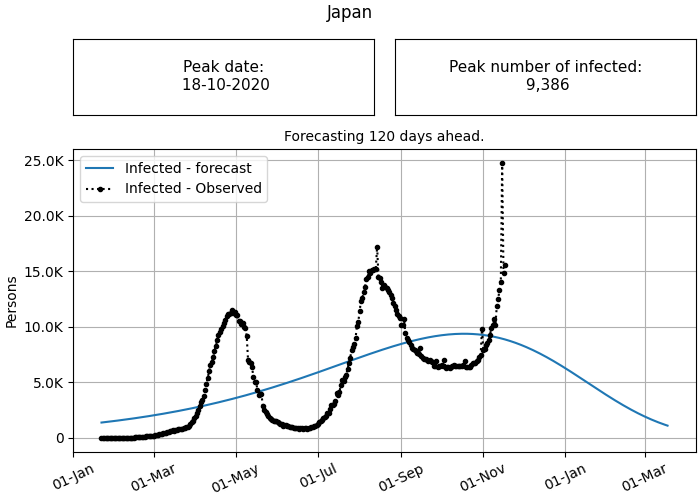 Japan
Peak date:
18-10-2020
Peak number of infected:
9,386
Forecasting 120 days ahead.
Infected - forecast
Infected - Observed
25.0K
20.0K
15.0K
10.0K
5.0K
0
Persons
01-Jan
01-Mar
01-May
01-Jul
01-Sep
01-Nov
01-Jan
01-Mar